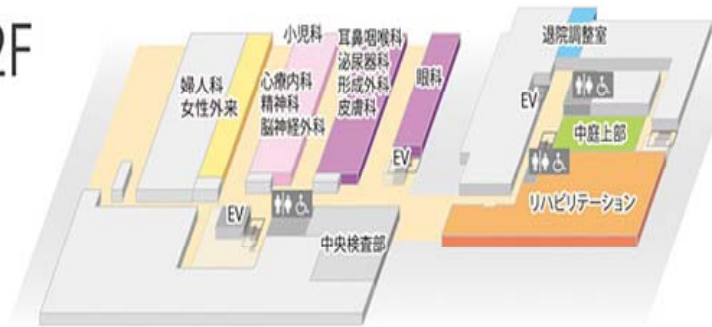 2F
婦人科
女性外来
小児科
心療内科
精神科
脳神経外科
耳鼻咽喉科
泌尿器科
形成外科
皮膚科
眼科
退院調整室
EV
中庭上部
EV
リハビリテーション
EV
中央検査部